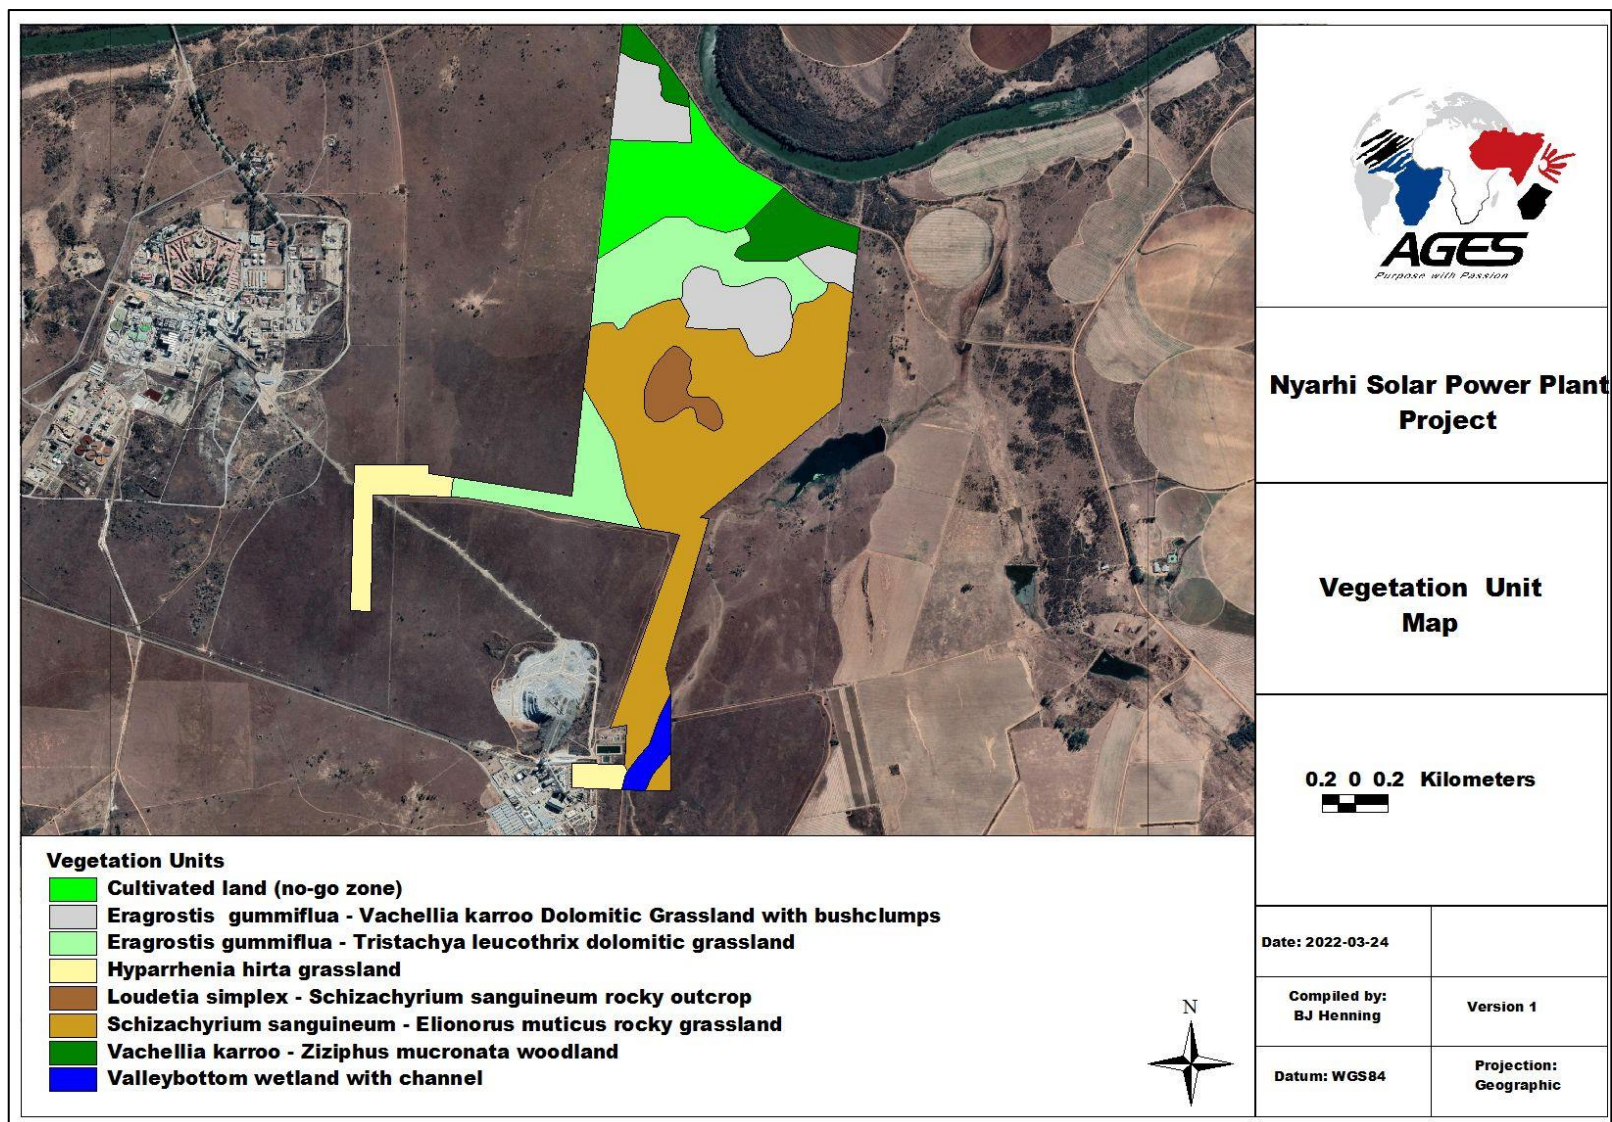 AGES
Purpose with Passion
Nyarhi Solar Power Plant
Project
Vegetation Unit
Map
0.2 0 0.2 Kilometers
Vegetation Units
Cultivated land (no-go zone)
Eragrostis gummiflua - Vachellia karroo Dolomitic Grassland with bushclumps
Eragrostis gummiflua - Tristachya leucothrix dolomitic grassland
Hyparrhenia hirta grassland
Loudetia simplex - Schizachyrium sanguineum rocky outcrop
Schizachyrium sanguineum - Elionorus muticus rocky grassland
Vachellia karroo - Ziziphus mucronata woodland
Valleybottom wetland with channel
N
Date: 2022-03-24
Compiled by:
BJ Henning
Version 1
Datum: WGS84
Projection:
Geographic